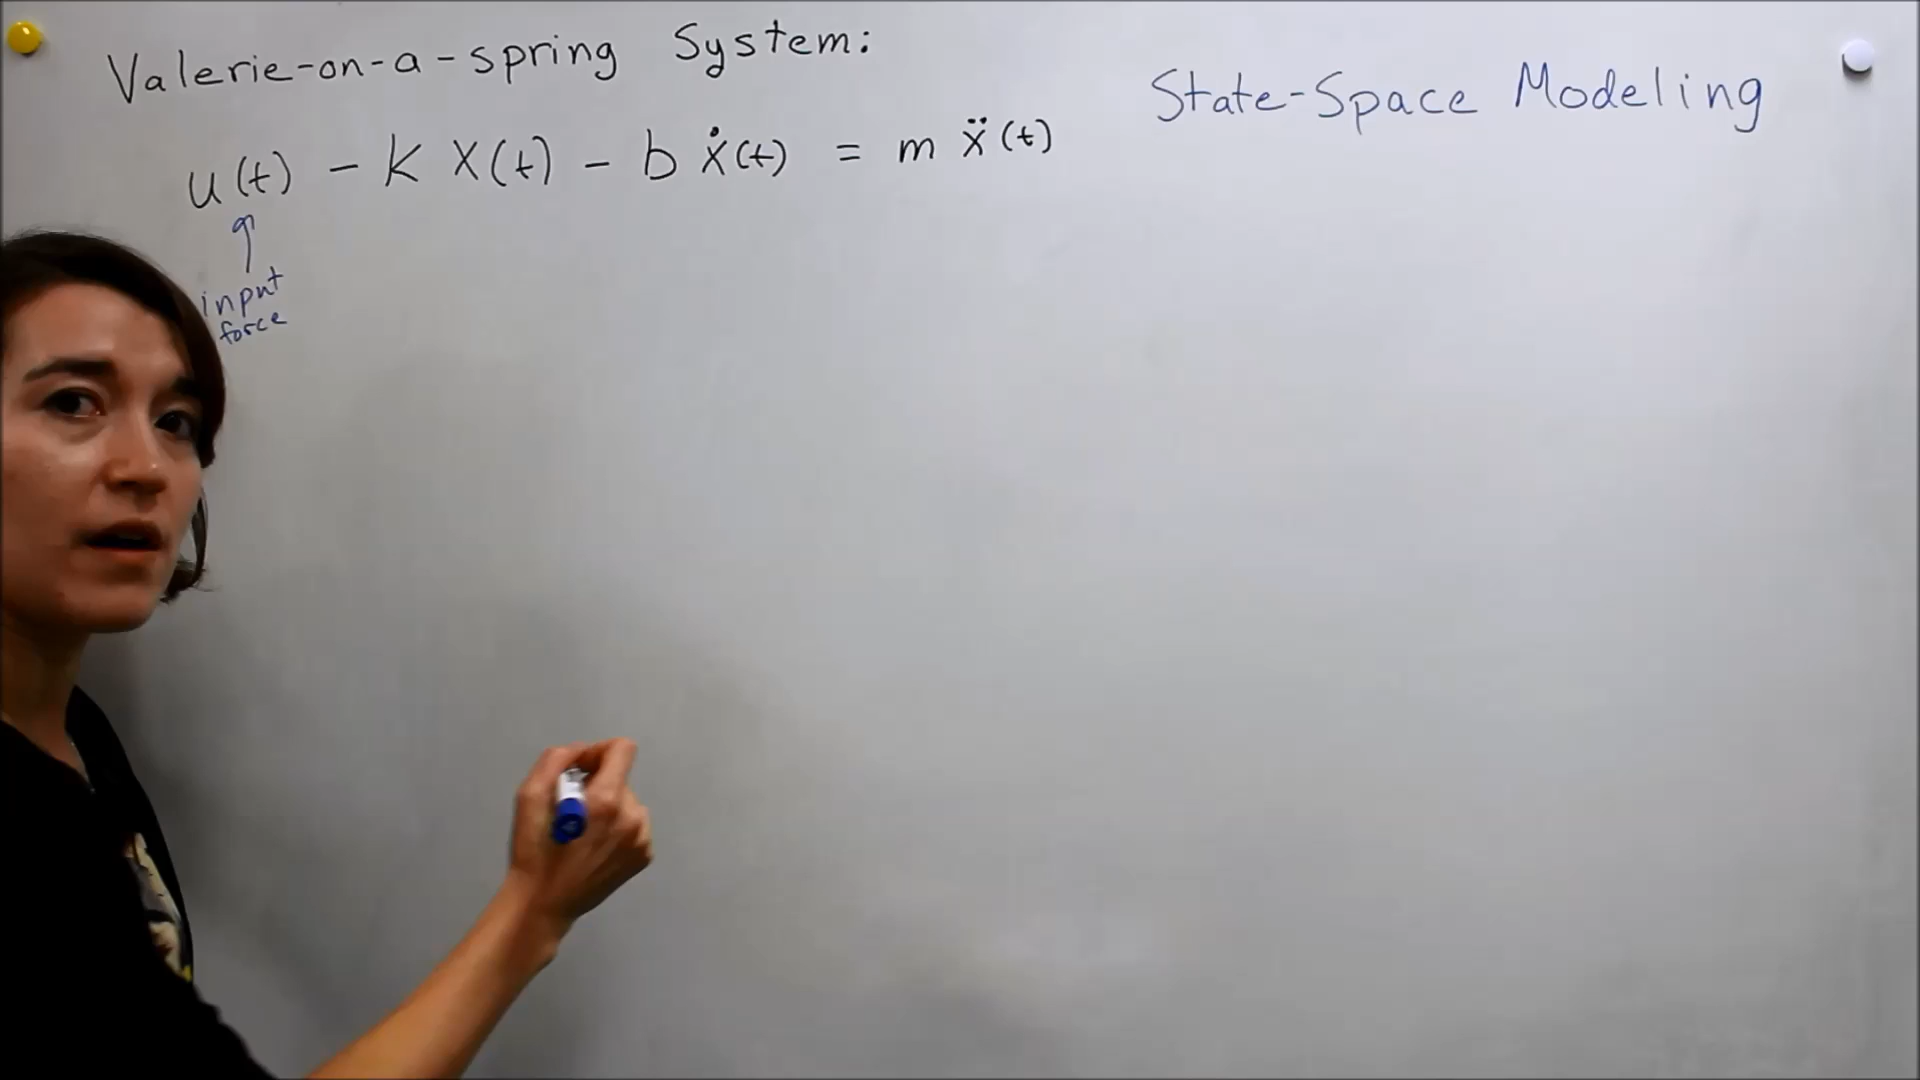 Valerie-on-a-spring System:
State-Space Modeling
u(t) - K x(t) - b ẋ(t) = m ẍ(t)
input
force